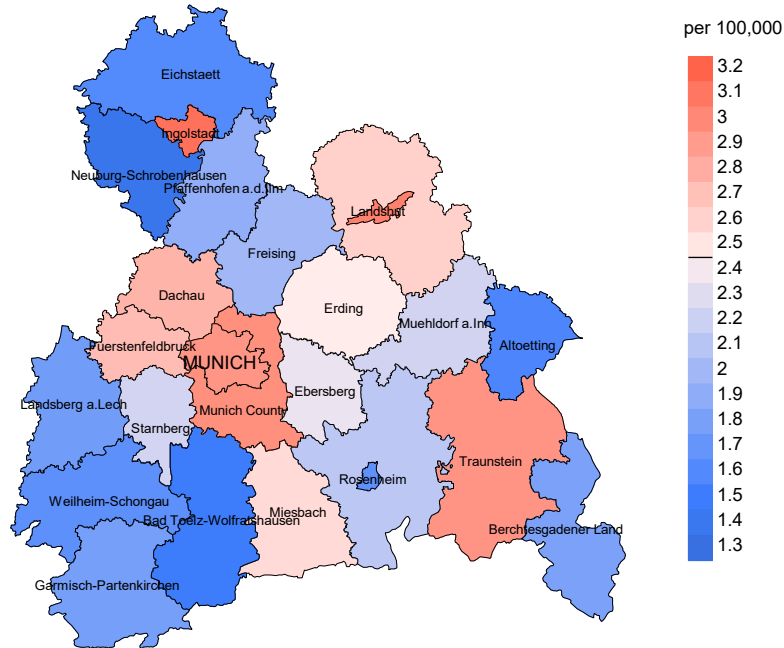 per 100,000
3.2
3.1
3
2.9
2.8
2.7
2.6
2.5
2.4
2.3
2.2
2.1
2
1.9
1.8
1.7
1.6
1.5
1.4
1.3
Eichstaett
Ingolstadt
Neuburg-Schrobenhausen
Pfaffenhofen a.d.Ilm
Landshut
Freising
Dachau
Erding
Muehldorf a.Inn
Fuerstenfeldbruck
Altoetting
MUNICH
Ebersberg
Landsberg a.Lech
Munich County
Starnberg
Traunstein
Rosenheim
Weilheim-Schongau
Miesbach
Bad Toelz-Wolfratshausen
Berchtesgadener Land
Garmisch-Partenkirchen